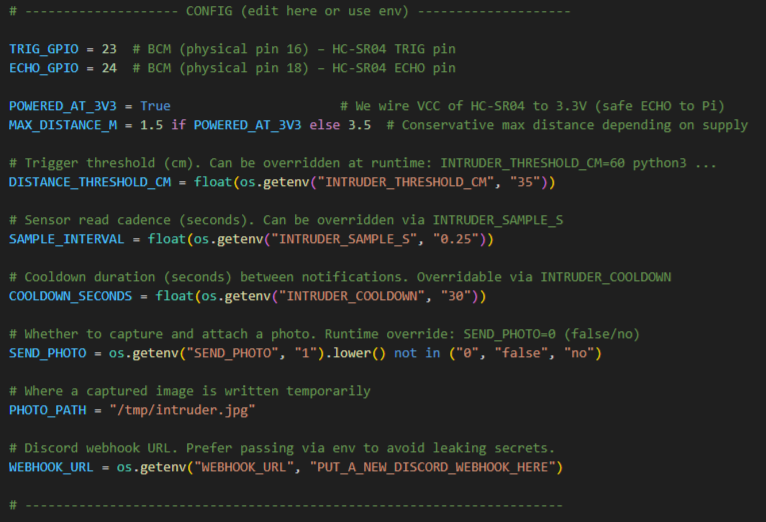 # ------------------- CONFIG (edit here or use env) -------------------
TRIG_GPIO = 23  # BCM (physical pin 16) – HC-SR04 TRIG pin
ECHO_GPIO = 24  # BCM (physical pin 18) – HC-SR04 ECHO pin
POWERED_AT_3V3 = True                     # We wire VCC of HC-SR04 to 3.3V (safe ECHO to Pi)
MAX_DISTANCE_M = 1.5 if POWERED_AT_3V3 else 3.5  # Conservative max distance depending on supply
# Trigger threshold (cm). Can be overridden at runtime: INTRUDER_THRESHOLD_CM=60 python3 ...
DISTANCE_THRESHOLD_CM = float(os.getenv("INTRUDER_THRESHOLD_CM", "35"))
# Sensor read cadence (seconds). Can be overridden via INTRUDER_SAMPLE_S
SAMPLE_INTERVAL = float(os.getenv("INTRUDER_SAMPLE_S", "0.25"))
# Cooldown duration (seconds) between notifications. Overridable via INTRUDER_COOLDOWN
COOLDOWN_SECONDS = float(os.getenv("INTRUDER_COOLDOWN", "30"))
# Whether to capture and attach a photo. Runtime override: SEND_PHOTO=0 (false/no)
SEND_PHOTO = os.getenv("SEND_PHOTO", "1").lower() not in ("0", "false", "no")
# Where a captured image is written temporarily
PHOTO_PATH = "/tmp/intruder.jpg"
# Discord webhook URL. Prefer passing via env to avoid leaking secrets.
WEBHOOK_URL = os.getenv("WEBHOOK_URL", "PUT_A_NEW_DISCORD_WEBHOOK_HERE")
# --------------------------------------------------------------------